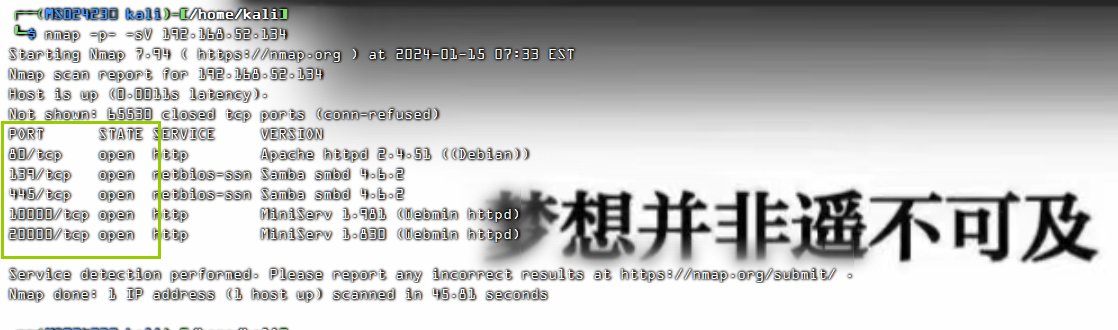 ┌──(MS024230 kali)-[/home/kali]
└─$ nmap -p- -sV 192.168.52.134
Starting Nmap 7.94 ( https://nmap.org ) at 2024-01-15 07:33 EST
Nmap scan report for 192.168.52.134
Host is up (0.0011s latency).
Not shown: 65530 closed tcp ports (conn-refused)
PORT STATE SERVICE VERSION
80/tcp open http Apache httpd 2.4.51 ((Debian))
139/tcp open netbios-ssn Samba smbd 4.6.2
445/tcp open netbios-ssn Samba smbd 4.6.2
10000/tcp open http MiniServ 1.981 (Webmin httpd)
20000/tcp open http MiniServ 1.830 (Webmin httpd)
梦想并非遥不可及
Service detection performed. Please report any incorrect results at https://nmap.org/submit/ .
Nmap done: 1 IP address (1 host up) scanned in 45.81 seconds